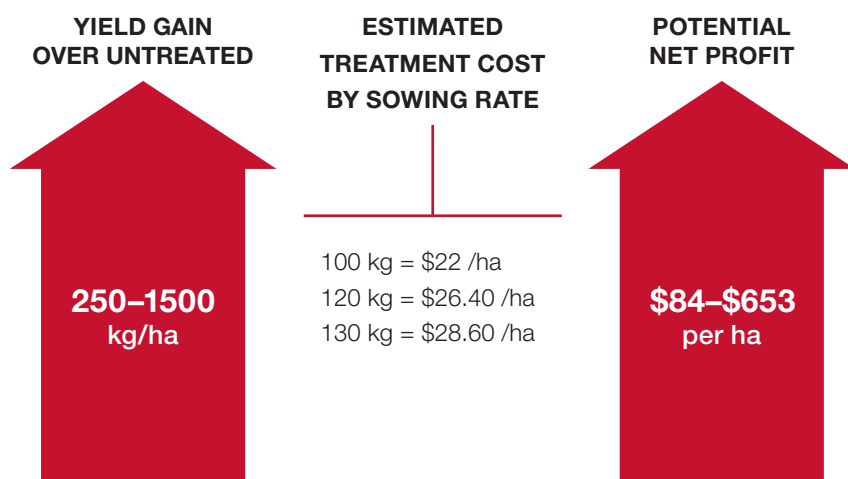 YIELD GAIN
OVER UNTREATED
250–1500
kg/ha
ESTIMATED
TREATMENT COST
BY SOWING RATE
100 kg = $22 /ha
120 kg = $26.40 /ha
130 kg = $28.60 /ha
POTENTIAL
NET PROFIT
$84–$653
per ha